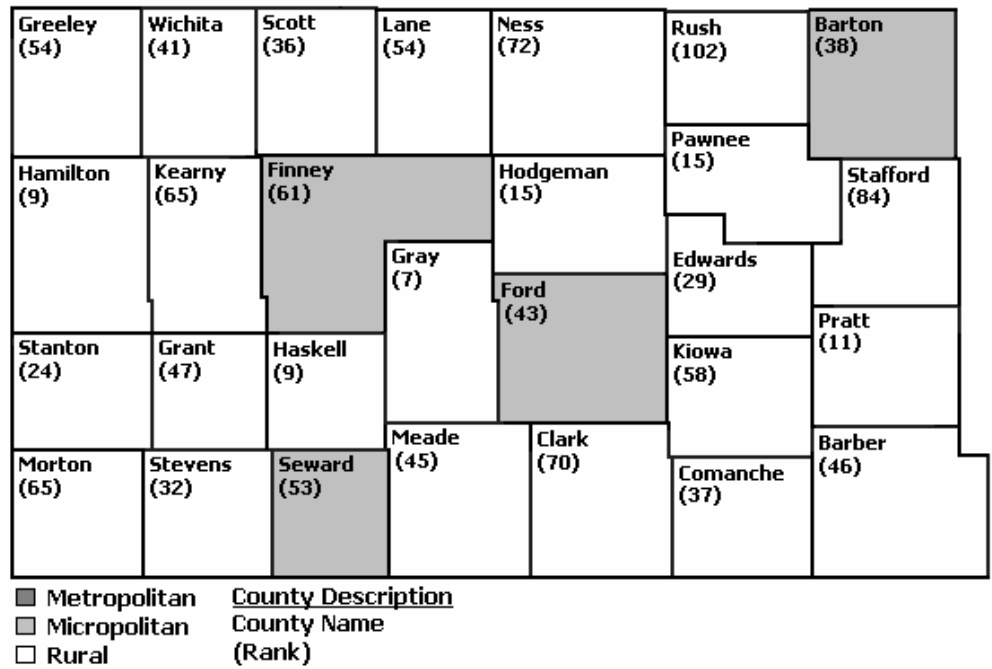 Greeley
(54)
Wichita
(41)
Scott
(36)
Lane
(54)
Ness
(72)
Rush
(102)
Barton
(38)
Hamilton
(9)
Kearny
(65)
Finney
(61)
Hodgeman
(15)
Pawnee
(15)
Stafford
(84)
Gray
(7)
Ford
(43)
Edwards
(29)
Pratt
(11)
Stanton
(24)
Grant
(47)
Haskell
(9)
Kiowa
(58)
Meade
(45)
Clark
(70)
Barber
(46)
Morton
(65)
Stevens
(32)
Seward
(53)
Comanche
(37)
Metropolitan
Micropolitan
Rural
County Description
County Name
(Rank)